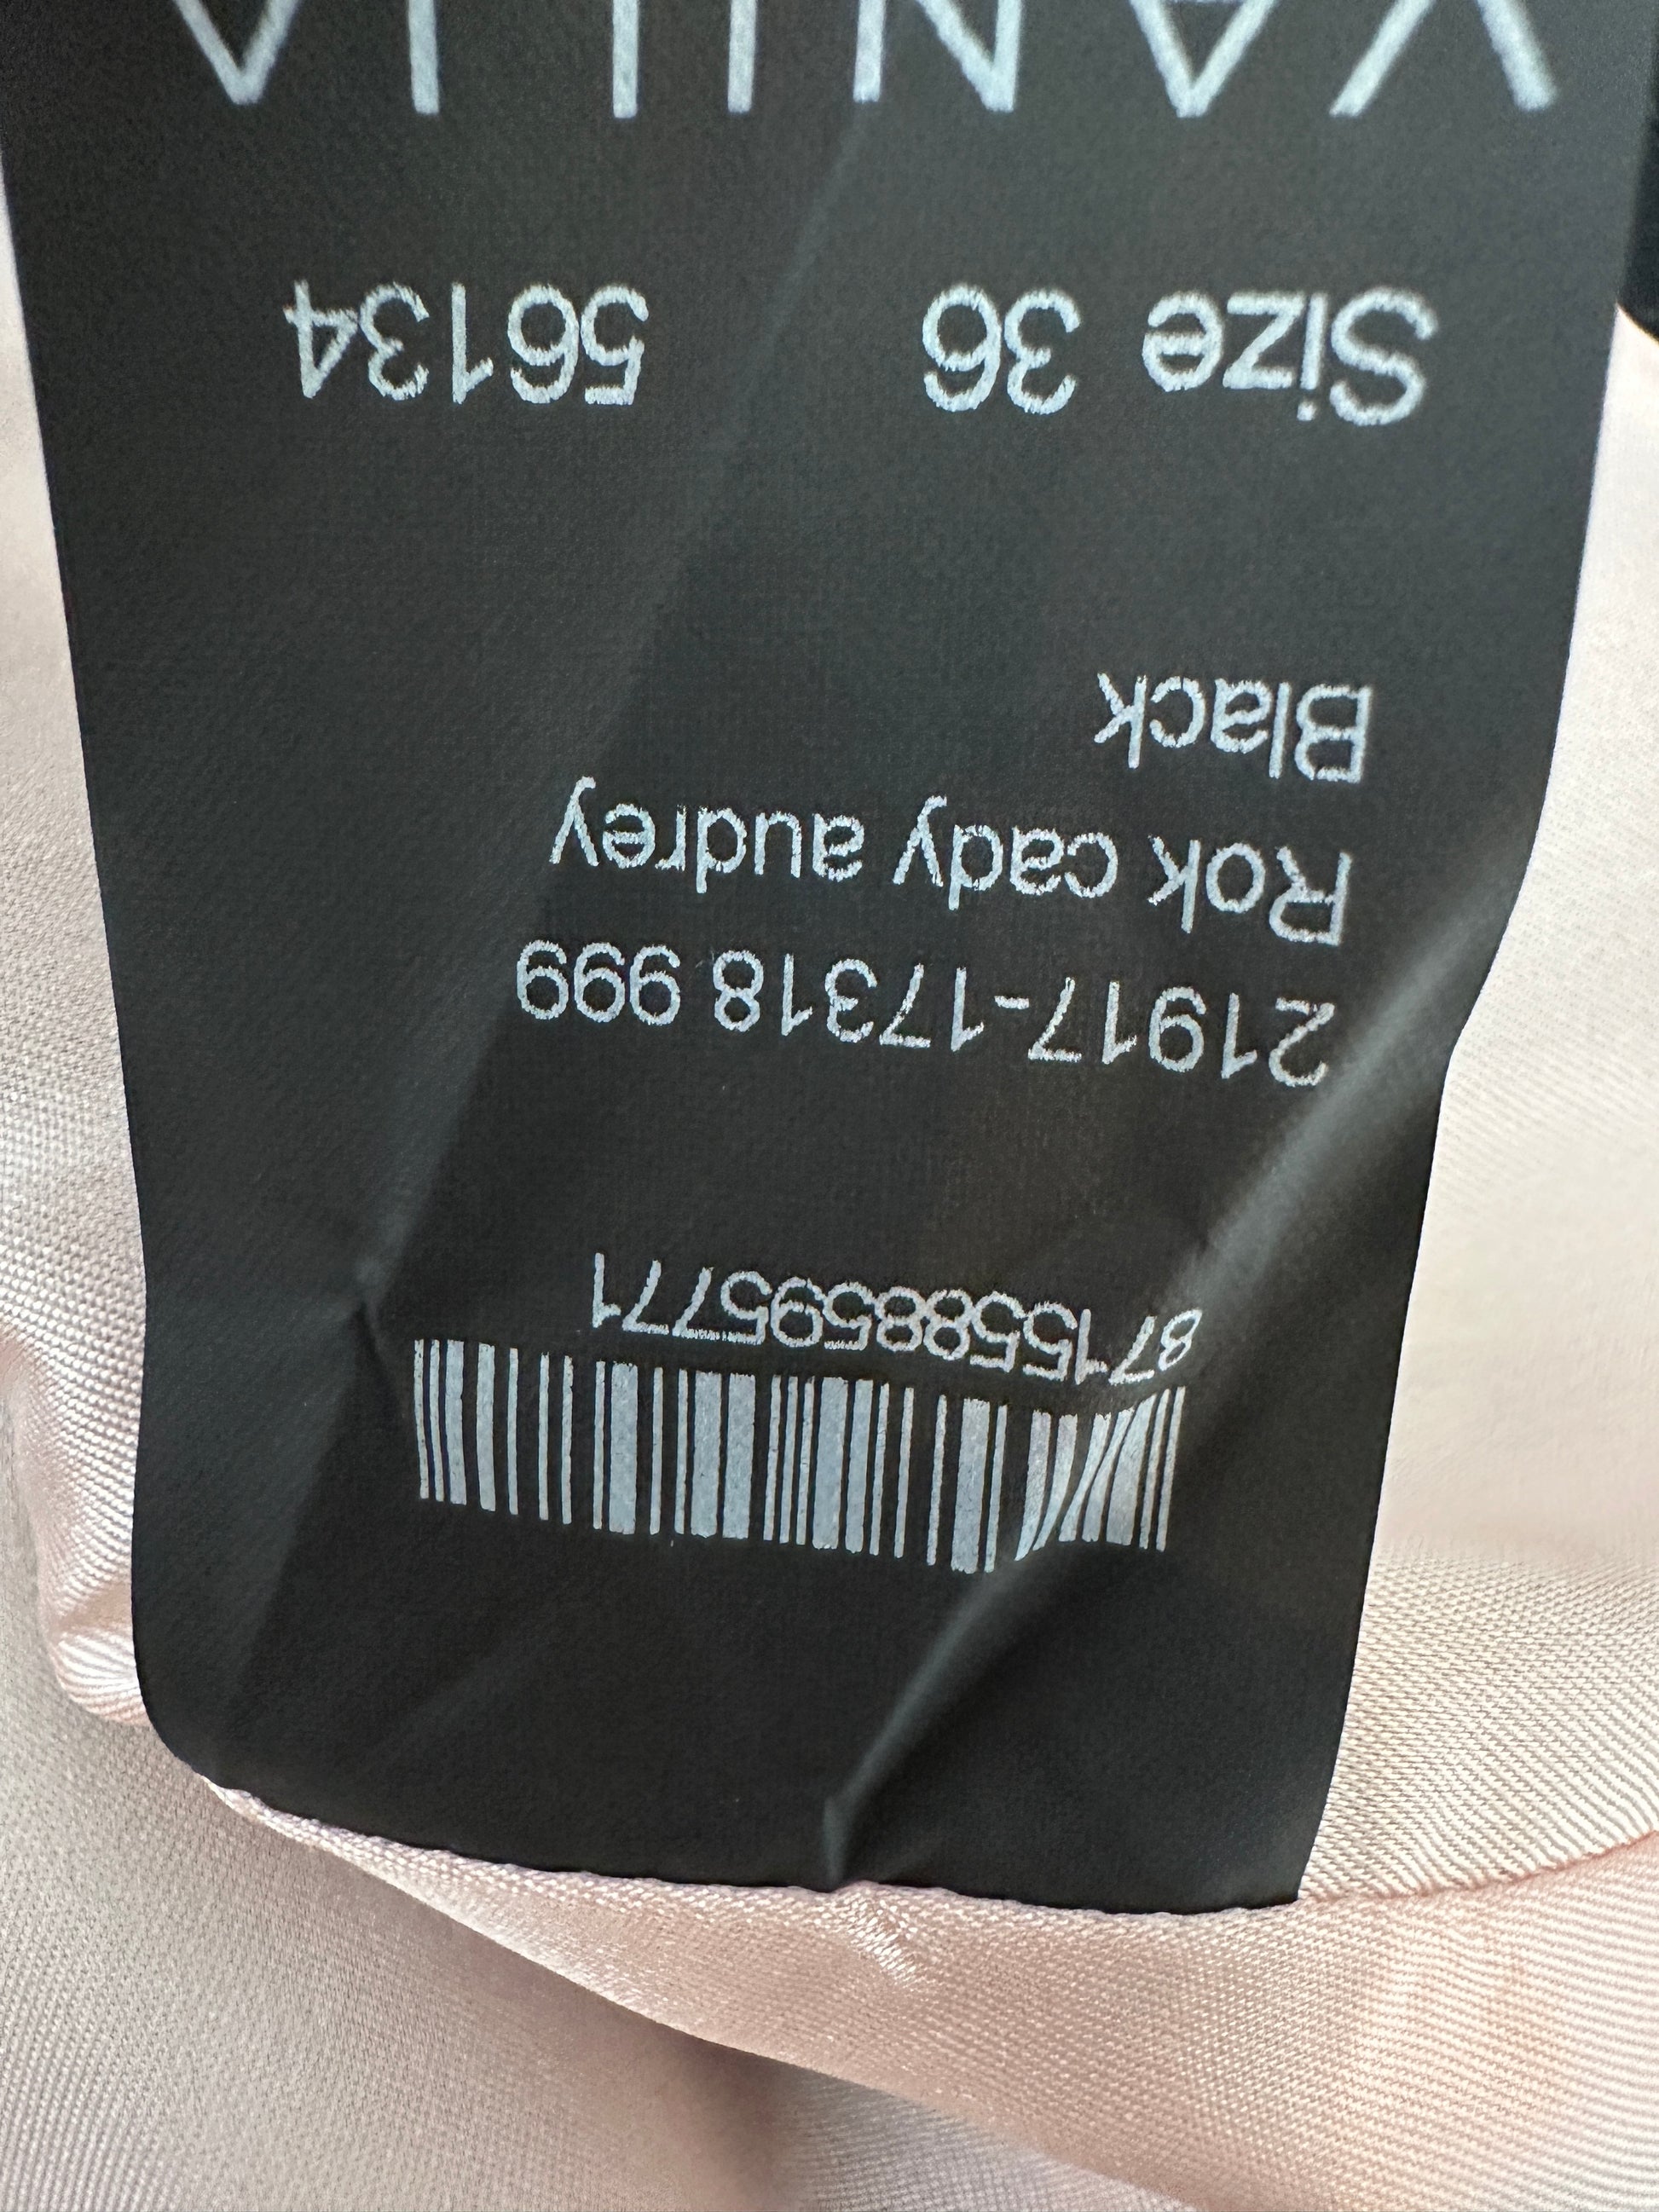 8715588595771
21917-17318 999
Rok cady audrey
Black
Size 36 56134
VANILIA